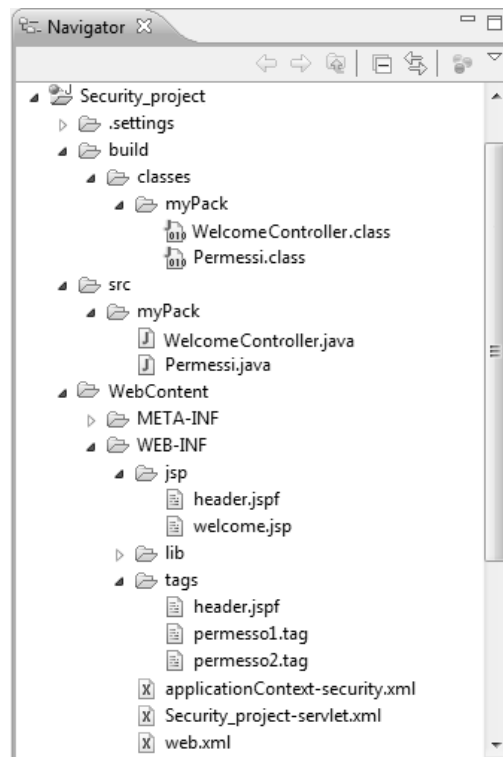 Navigator
Security_project
.settings
build
classes
myPack
WelcomeController.class
Permessi.class
src
myPack
WelcomeController.java
Permessi.java
WebContent
META-INF
WEB-INF
jsp
header.jspf
welcome.jsp
lib
tags
header.jspf
permesso1.tag
permesso2.tag
applicationContext-security.xml
Security_project-servlet.xml
web.xml